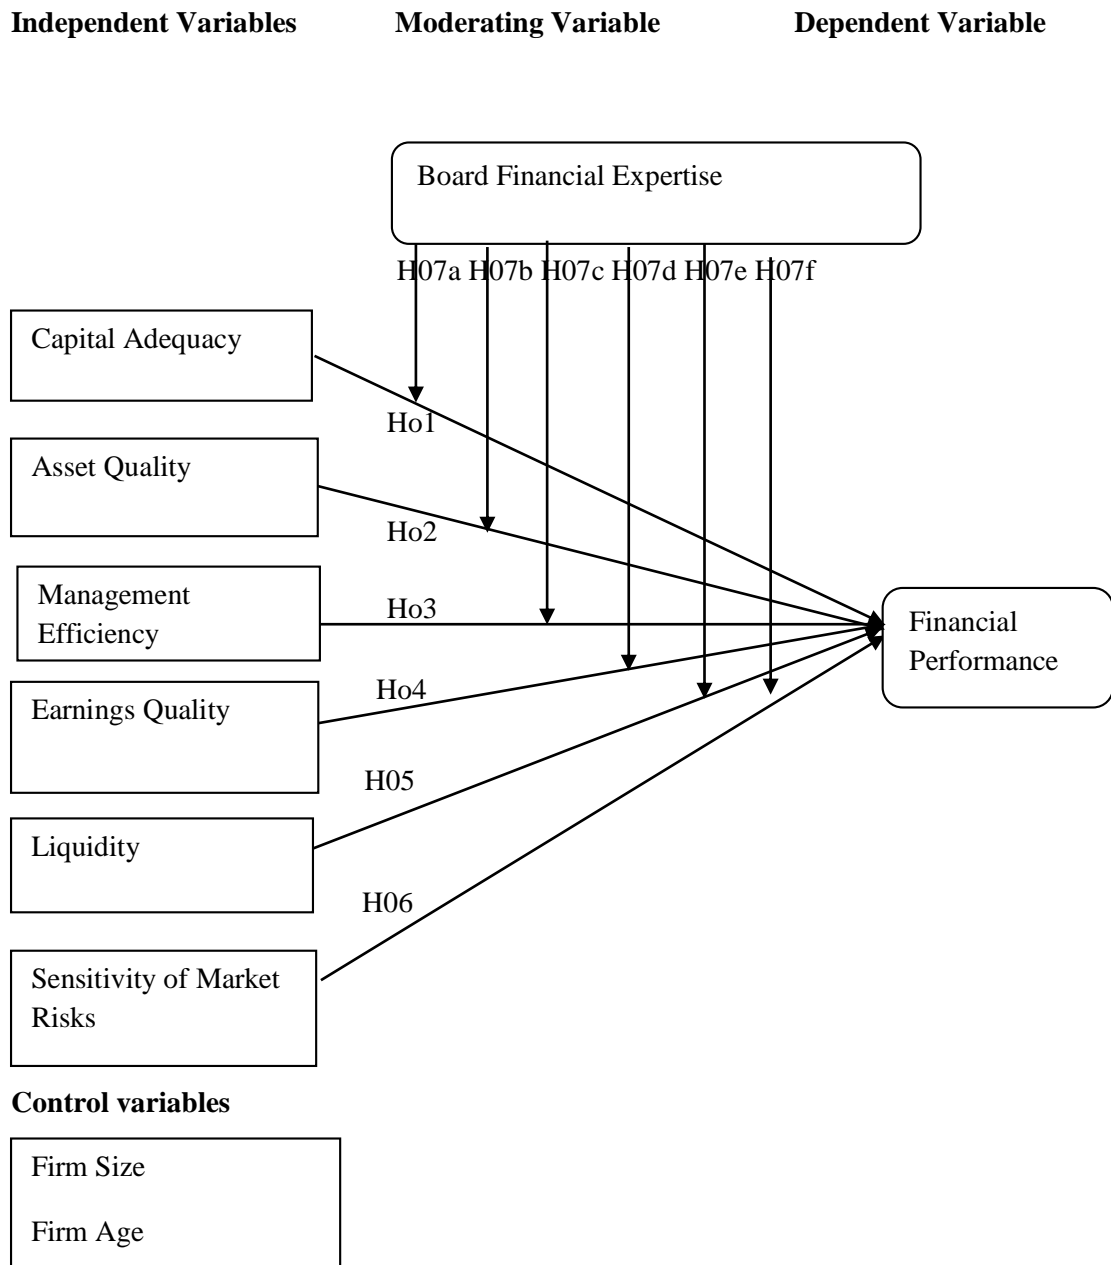 Independent Variables Moderating Variable Dependent Variable
Board Financial Expertise
H07a H07b H07c H07d H07e H07f
Capital Adequacy
Ho1
Asset Quality
Ho2
Management
Efficiency
Ho3
Financial
Performance
Ho4
Earnings Quality
H05
Liquidity
H06
Sensitivity of Market
Risks
Control variables
Firm Size
Firm Age